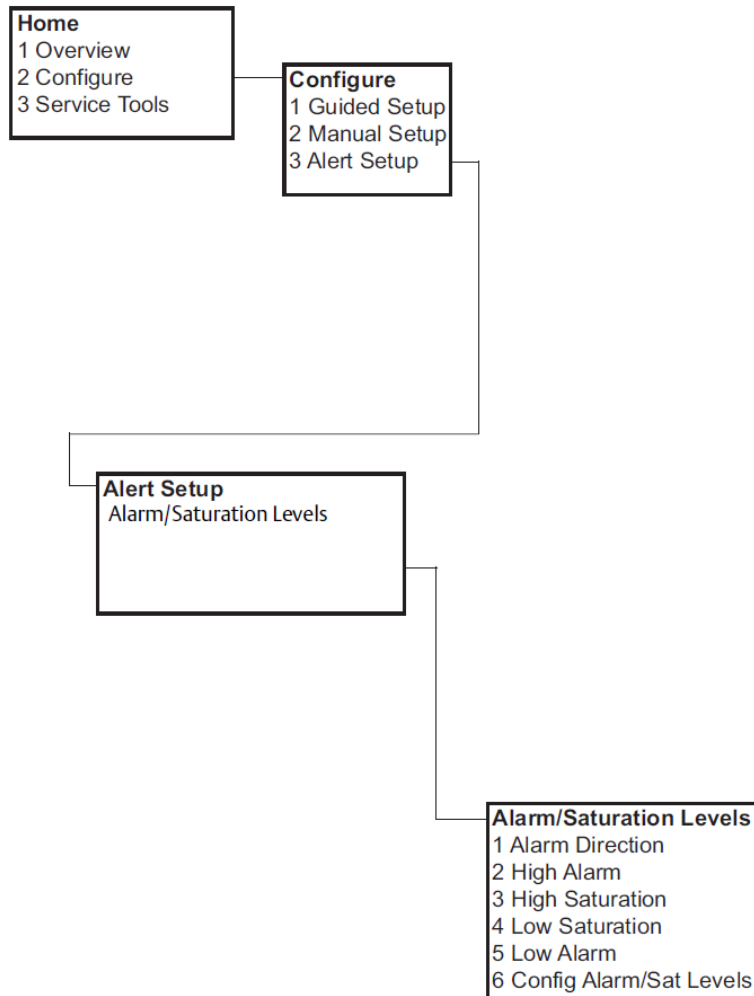 Home
1 Overview
2 Configure
3 Service Tools
Configure
1 Guided Setup
2 Manual Setup
3 Alert Setup
Alert Setup
Alarm/Saturation Levels
Alarm/Saturation Levels
1 Alarm Direction
2 High Alarm
3 High Saturation
4 Low Saturation
5 Low Alarm
6 Config Alarm/Sat Levels